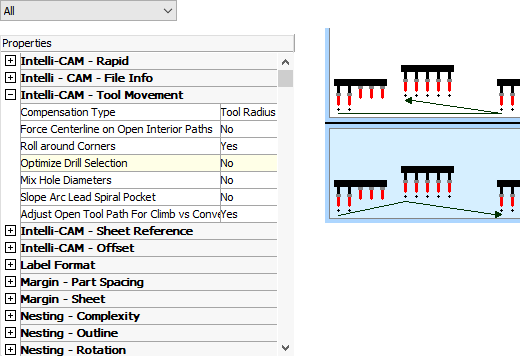 All
Properties
Intelli-CAM - Rapid
Intelli - CAM - File Info
Intelli-CAM - Tool Movement
Compensation Type Tool Radius
Force Centerline on Open Interior Paths No
Roll around Corners Yes
Optimize Drill Selection No
Mix Hole Diameters No
Slope Arc Lead Spiral Pocket No
Adjust Open Tool Path For Climb vs Conve Yes
Intelli-CAM - Sheet Reference
Intelli-CAM - Offset
Label Format
Margin - Part Spacing
Margin - Sheet
Nesting - Complexity
Nesting - Outline
Nesting - Rotation